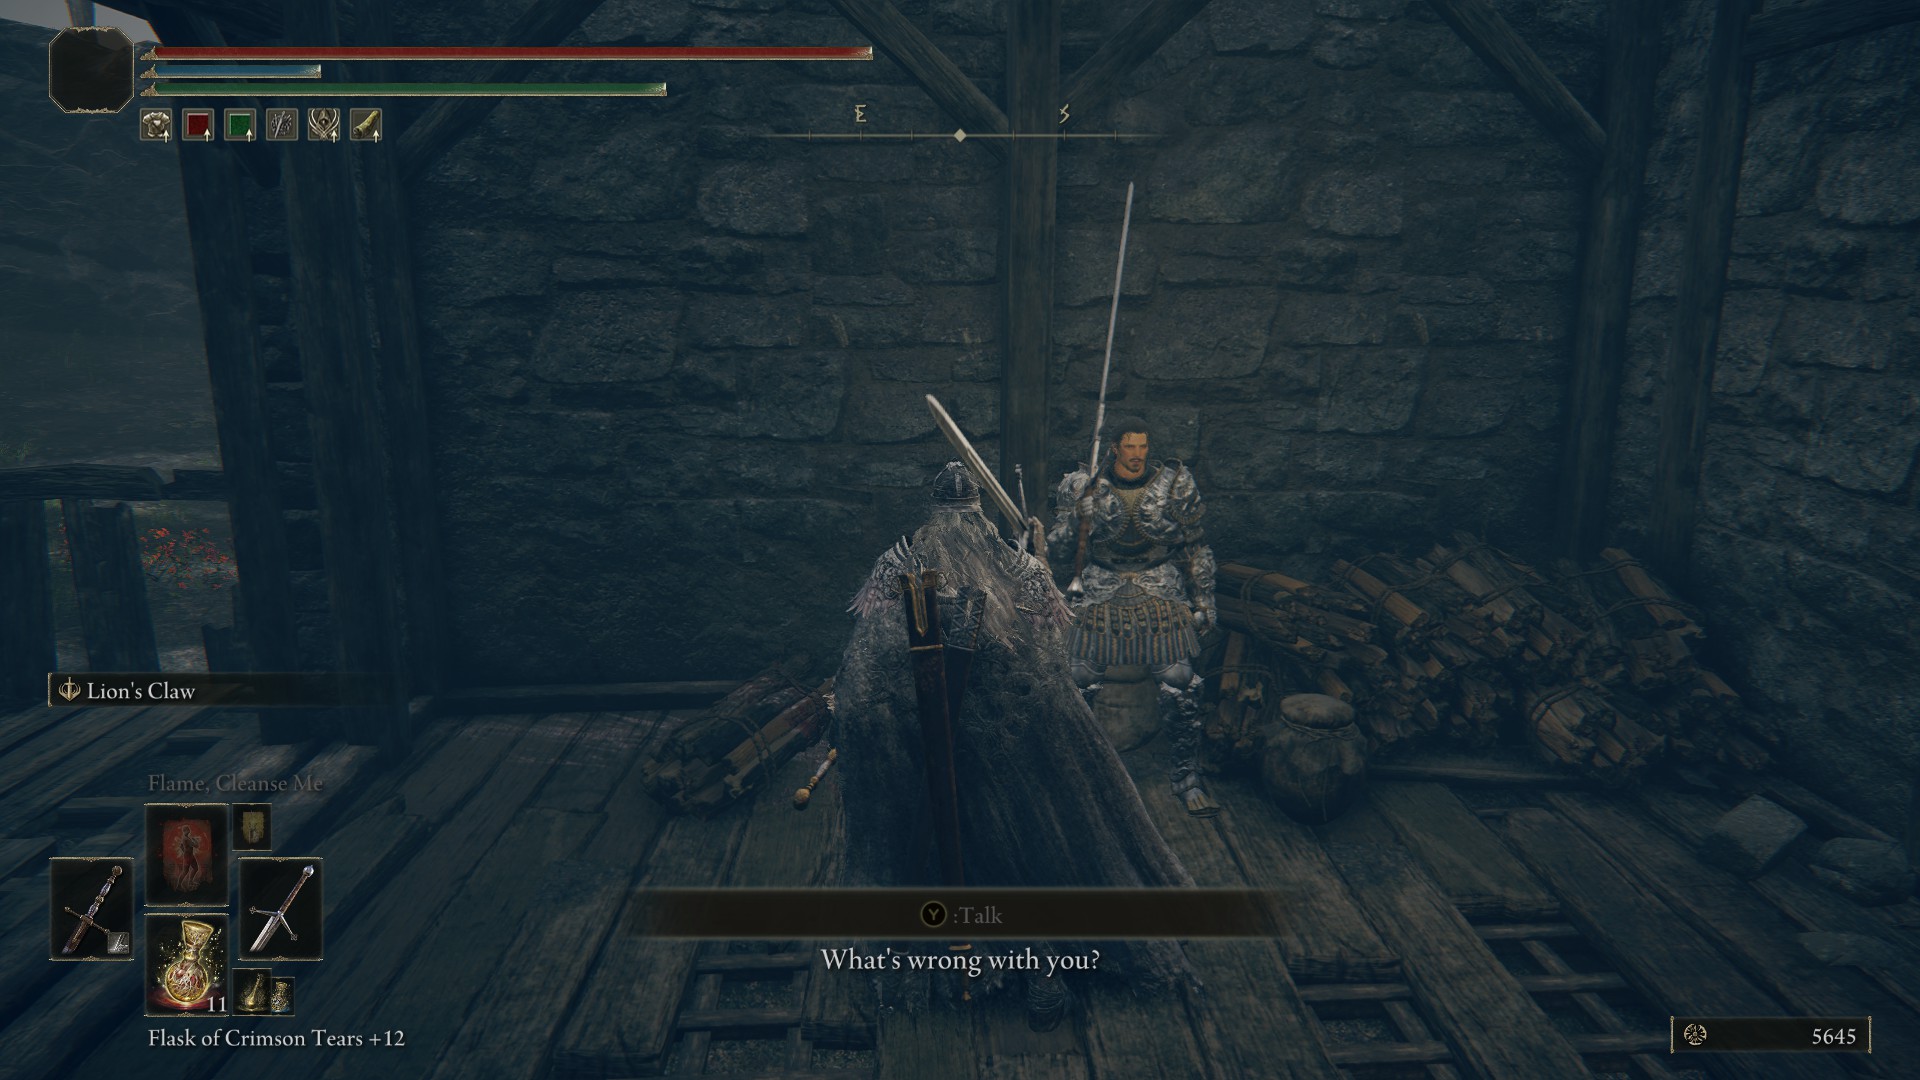 E
S
Lion's Claw
Flame, Cleanse Me
11
Flask of Crimson Tears +12
Y :Talk
What's wrong with you?
5645